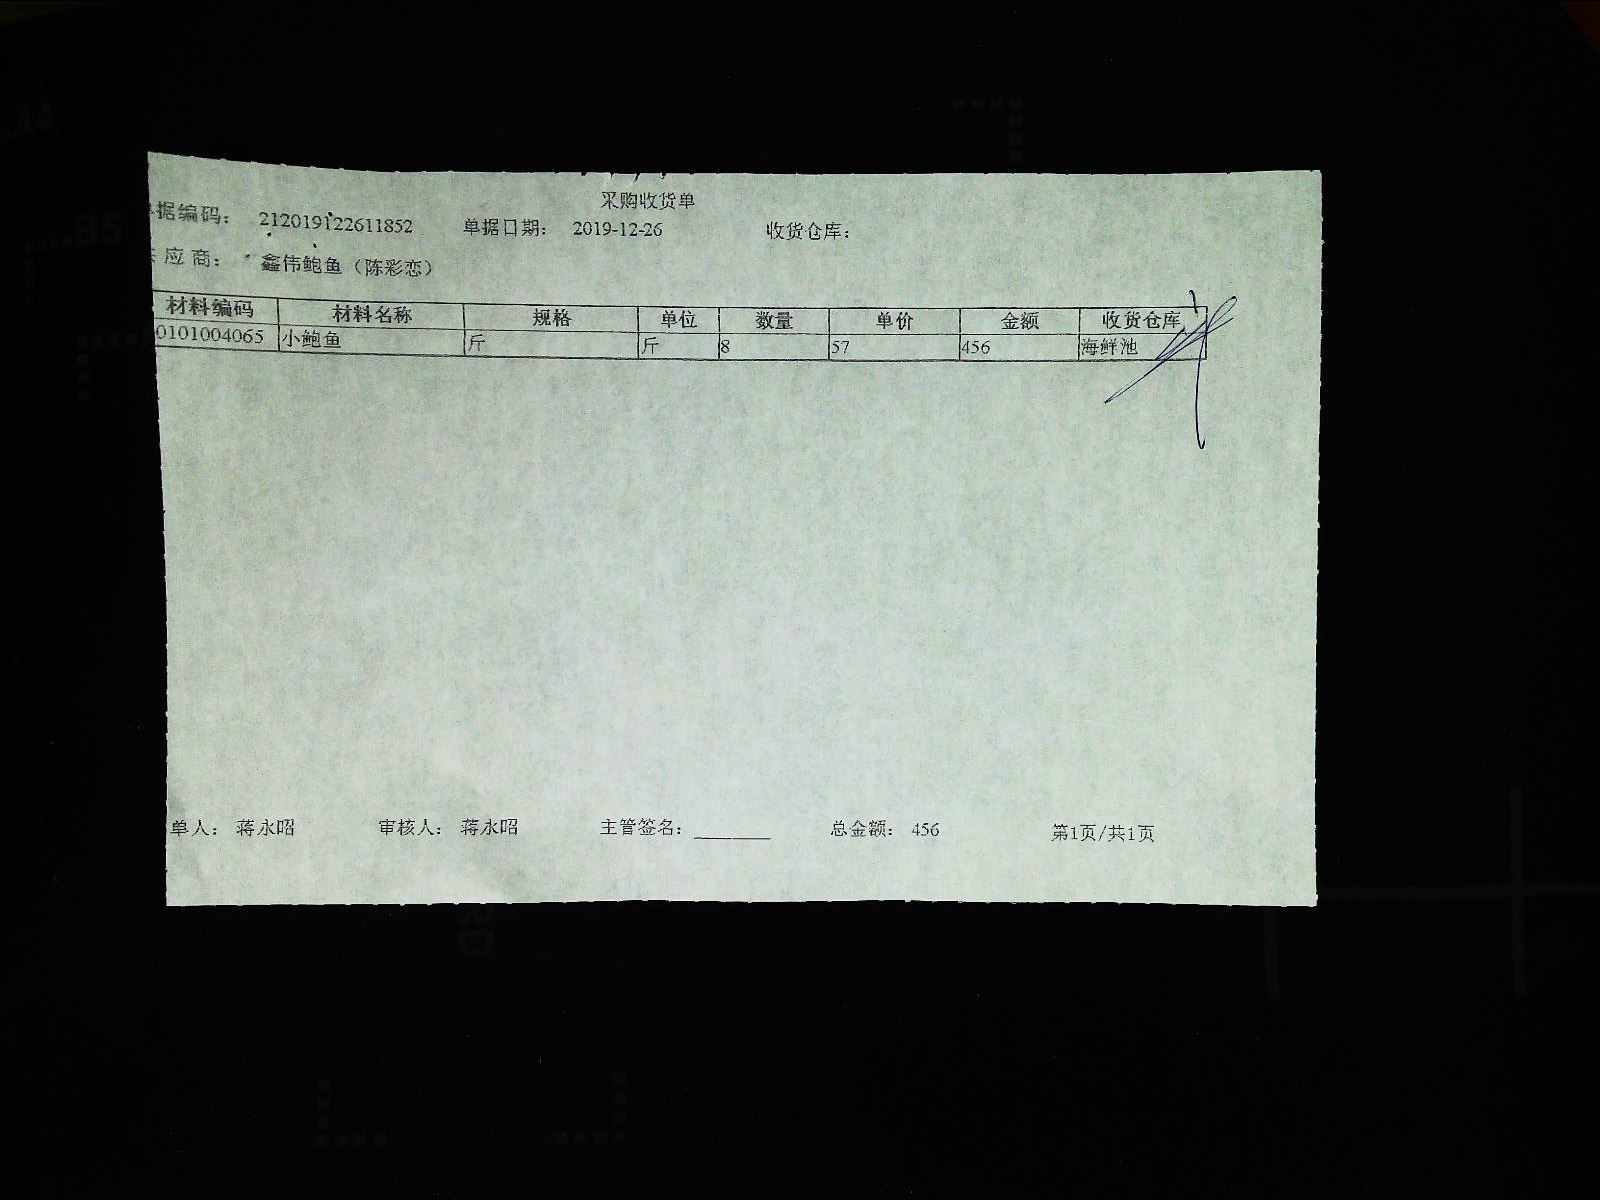 采购收货单
据编码： 212019122611852 单据日期： 2019-12-26 收货仓库：
应商： 鑫伟鲍鱼（陈彩恋）
材料编码 材料名称 规格 单位 数量 单价 金额 收货仓库
0101004065 小鲍鱼 斤 斤 8 57 456 海鲜池
单人： 蒋永昭 审核人： 蒋永昭 主管签名：________ 总金额： 456 第1页/共1页